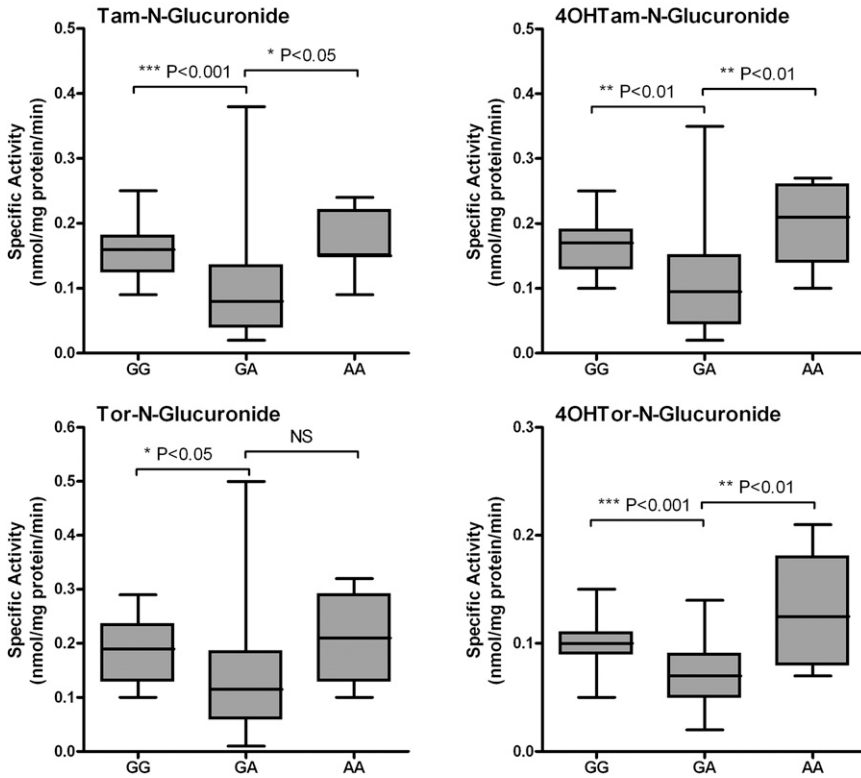 Tam-N-Glucuronide
Specific Activity
(nmol/mg protein/min)
0.5
0.4
0.3
0.2
0.1
0.0
*** P<0.001
* P<0.05
GG
GA
AA
4OHTam-N-Glucuronide
Specific Activity
(nmol/mg protein/min)
0.5
0.4
0.3
0.2
0.1
0.0
** P<0.01
** P<0.01
GG
GA
AA
Tor-N-Glucuronide
Specific Activity
(nmol/mg protein/min)
0.6
0.5
0.4
0.3
0.2
0.1
0.0
* P<0.05
NS
GG
GA
AA
4OHTor-N-Glucuronide
Specific Activity
(nmol/mg protein/min)
0.3
0.2
0.1
0.0
*** P<0.001
** P<0.01
GG
GA
AA